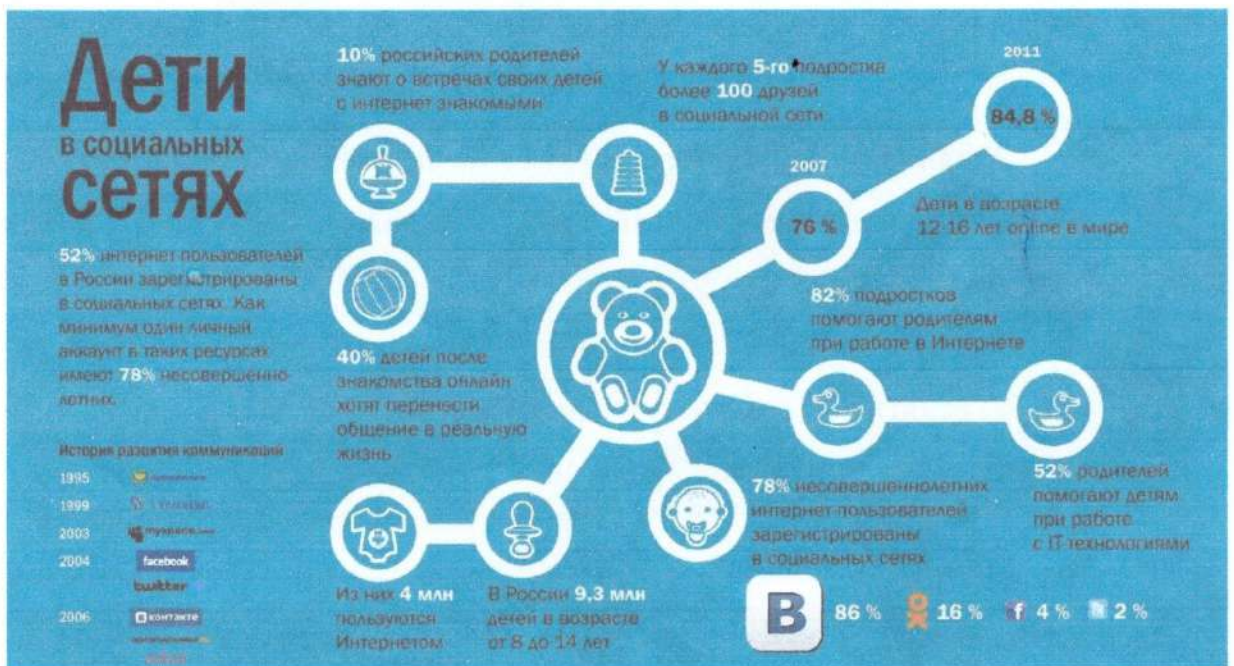 Дети
в социальных
сетях
52% интернет пользователей
в России зарегистрированы
в социальных сетях. Как
минимум один личный
аккаунт в таких ресурсах
имеют 78% несовершенно-
летних.
История развития коммуникаций
1995
1999
2003
myspace.com
2004
facebook
twitter
2006
В контакте
10% российских родителей
знают о встречах своих детей
с интернет знакомыми
У каждого 5-го подростка
более 100 друзей
в социальной сети
2011
84,8 %
2007
76 %
Дети в возрасте
12-16 лет online в мире
40% детей после
знакомства онлайн
хотят перенести
общение в реальную
жизнь
82% подростков
помогают родителям
при работе в Интернете
52% родителей
помогают детям
при работе
с IT-технологиями
78% несовершеннолетних
интернет-пользователей
зарегистрированы
в социальных сетях
Из них 4 млн
пользуются
Интернетом
В России 9,3 млн
детей в возрасте
от 8 до 14 лет
В 86 % 16 % f 4 % 2 %